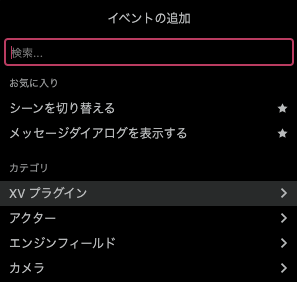 イベントの追加
検索...
お気に入り
シーンを切り替える
メッセージダイアログを表示する
カテゴリ
XV プラグイン
アクター
エンジンフィールド
カメラ